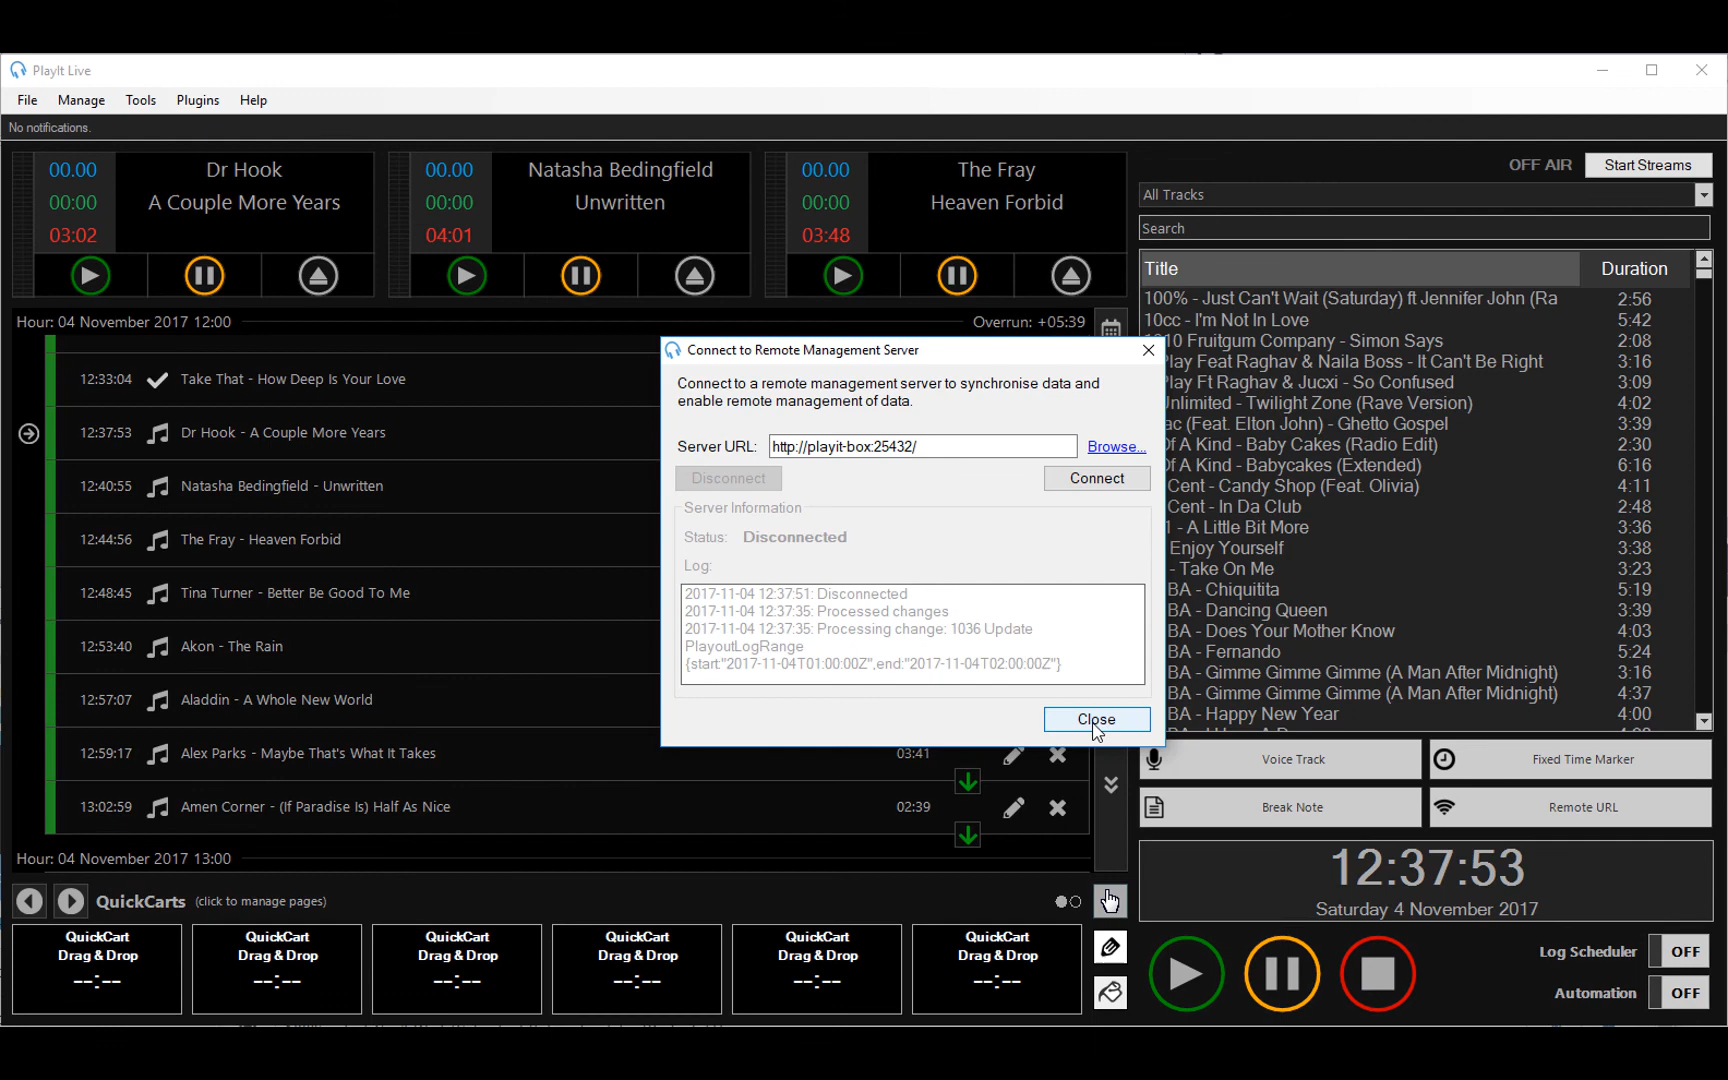 PlayIt Live
File Manage Tools Plugins Help
No notifications.
00.00 Dr Hook
00:00 A Couple More Years
03:02
00.00 Natasha Bedingfield
00:00 Unwritten
04:01
00.00 The Fray
00:00 Heaven Forbid
03:48
OFF AIR Start Streams
All Tracks
Search
Title Duration
100% - Just Can't Wait (Saturday) ft Jennifer John (Ra 2:56
10cc - I'm Not In Love 5:42
10 Fruitgum Company - Simon Says 2:08
Play Feat Raghav & Naila Boss - It Can't Be Right 3:16
Play Ft Raghav & Jucxi - So Confused 3:09
Unlimited - Twilight Zone (Rave Version) 4:02
ac (Feat. Elton John) - Ghetto Gospel 3:39
Of A Kind - Baby Cakes (Radio Edit) 2:30
Of A Kind - Babycakes (Extended) 6:16
Cent - Candy Shop (Feat. Olivia) 4:11
Cent - In Da Club 2:48
1 - A Little Bit More 3:36
Enjoy Yourself 3:38
- Take On Me 3:23
BA - Chiquitita 5:19
BA - Dancing Queen 3:39
BA - Does Your Mother Know 4:03
BA - Fernando 5:24
BA - Gimme Gimme Gimme (A Man After Midnight) 3:16
BA - Gimme Gimme Gimme (A Man After Midnight) 4:37
BA - Happy New Year 4:00
Hour: 04 November 2017 12:00 Overrun: +05:39
12:33:04 Take That - How Deep Is Your Love
12:37:53 Dr Hook - A Couple More Years
12:40:55 Natasha Bedingfield - Unwritten
12:44:56 The Fray - Heaven Forbid
12:48:45 Tina Turner - Better Be Good To Me
12:53:40 Akon - The Rain
12:57:07 Aladdin - A Whole New World
12:59:17 Alex Parks - Maybe That's What It Takes 03:41
13:02:59 Amen Corner - (If Paradise Is) Half As Nice 02:39
Hour: 04 November 2017 13:00
Connect to Remote Management Server
Connect to a remote management server to synchronise data and
enable remote management of data.
Server URL: http://playit-box:25432/ Browse...
Disconnect Connect
Server Information
Status: Disconnected
Log:
2017-11-04 12:37:51: Disconnected
2017-11-04 12:37:35: Processed changes
2017-11-04 12:37:35: Processing change: 1036 Update
PlayoutLogRange
{start:"2017-11-04T01:00:00Z",end:"2017-11-04T02:00:00Z"}
Close
Voice Track Fixed Time Marker
Break Note Remote URL
12:37:53
Saturday 4 November 2017
Log Scheduler OFF
Automation OFF
QuickCarts (click to manage pages)
QuickCart
Drag & Drop
--:--
QuickCart
Drag & Drop
--:--
QuickCart
Drag & Drop
--:--
QuickCart
Drag & Drop
--:--
QuickCart
Drag & Drop
--:--
QuickCart
Drag & Drop
--:--